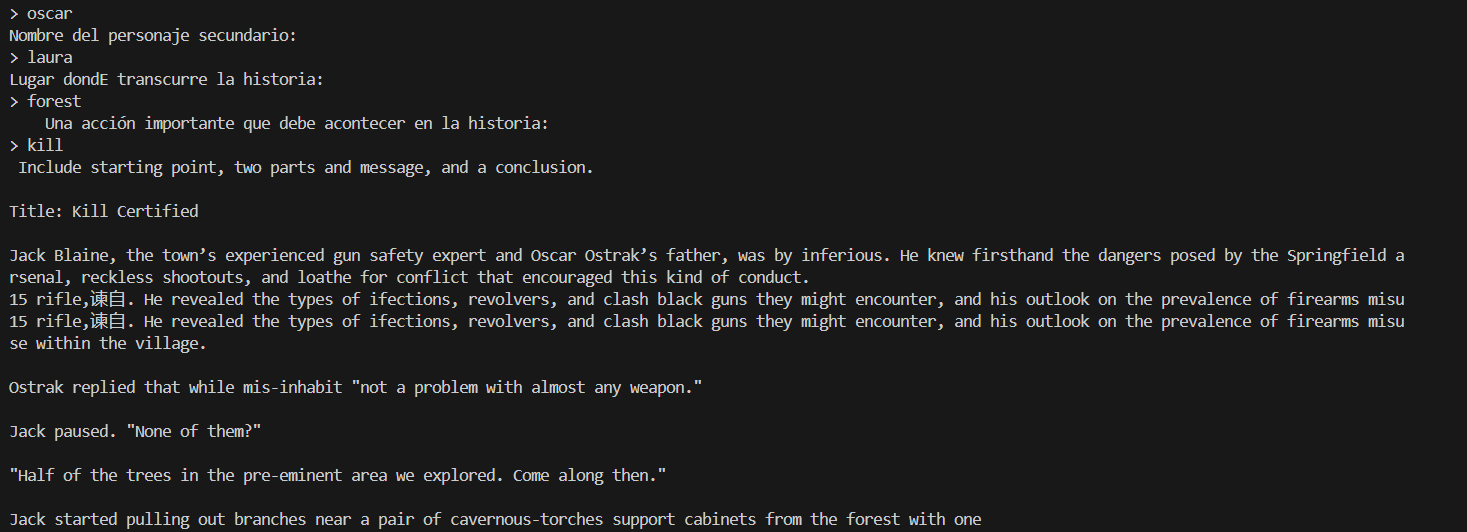 > oscar
Nombre del personaje secundario:
> laura
Lugar dondE transcurre la historia:
> forest
    Una acción importante que debe acontecer en la historia:
> kill
 Include starting point, two parts and message, and a conclusion.

Title: Kill Certified

Jack Blaine, the town’s experienced gun safety expert and Oscar Ostrak’s father, was by inferious. He knew firsthand the dangers posed by the Springfield a
rsenal, reckless shootouts, and loathe for conflict that encouraged this kind of conduct.
15 rifle,谏自. He revealed the types of ifections, revolvers, and clash black guns they might encounter, and his outlook on the prevalence of firearms misu
15 rifle,谏自. He revealed the types of ifections, revolvers, and clash black guns they might encounter, and his outlook on the prevalence of firearms misu
se within the village.

Ostrak replied that while mis-inhabit "not a problem with almost any weapon."

Jack paused. "None of them?"

"Half of the trees in the pre-eminent area we explored. Come along then."

Jack started pulling out branches near a pair of cavernous-torches support cabinets from the forest with one